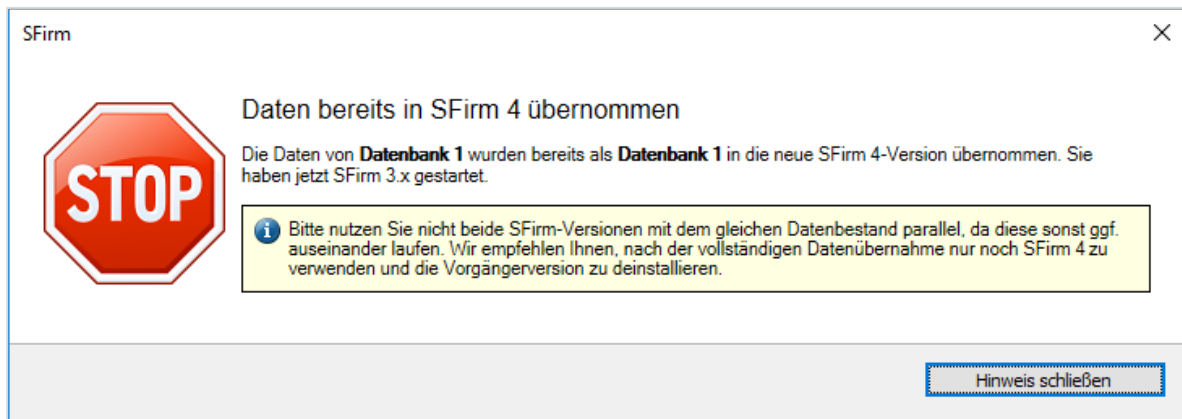 SFirm
Daten bereits in SFirm 4 übernommen
Die Daten von Datenbank 1 wurden bereits als Datenbank 1 in die neue SFirm 4-Version übernommen. Sie
haben jetzt SFirm 3.x gestartet.
STOP
Bitte nutzen Sie nicht beide SFirm-Versionen mit dem gleichen Datenbestand parallel, da diese sonst ggf.
auseinander laufen. Wir empfehlen Ihnen, nach der vollständigen Datenübernahme nur noch SFirm 4 zu
verwenden und die Vorgängerversion zu deinstallieren.
Hinweis schließen